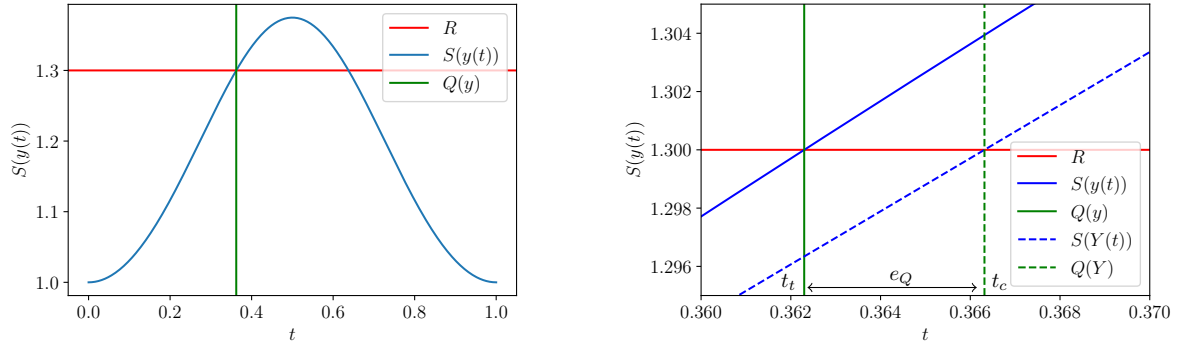 S(y(t))
1.3
1.2
1.1
1.0
0.0
0.2
0.4
0.6
0.8
1.0
t
R
S(y(t))
Q(y)
S(y(t))
1.304
1.302
1.300
1.298
1.296
0.360
0.362
0.364
0.366
0.368
0.370
t
R
S(y(t))
Q(y)
S(Y(t))
Q(Y)
t_t
e_Q
t_c